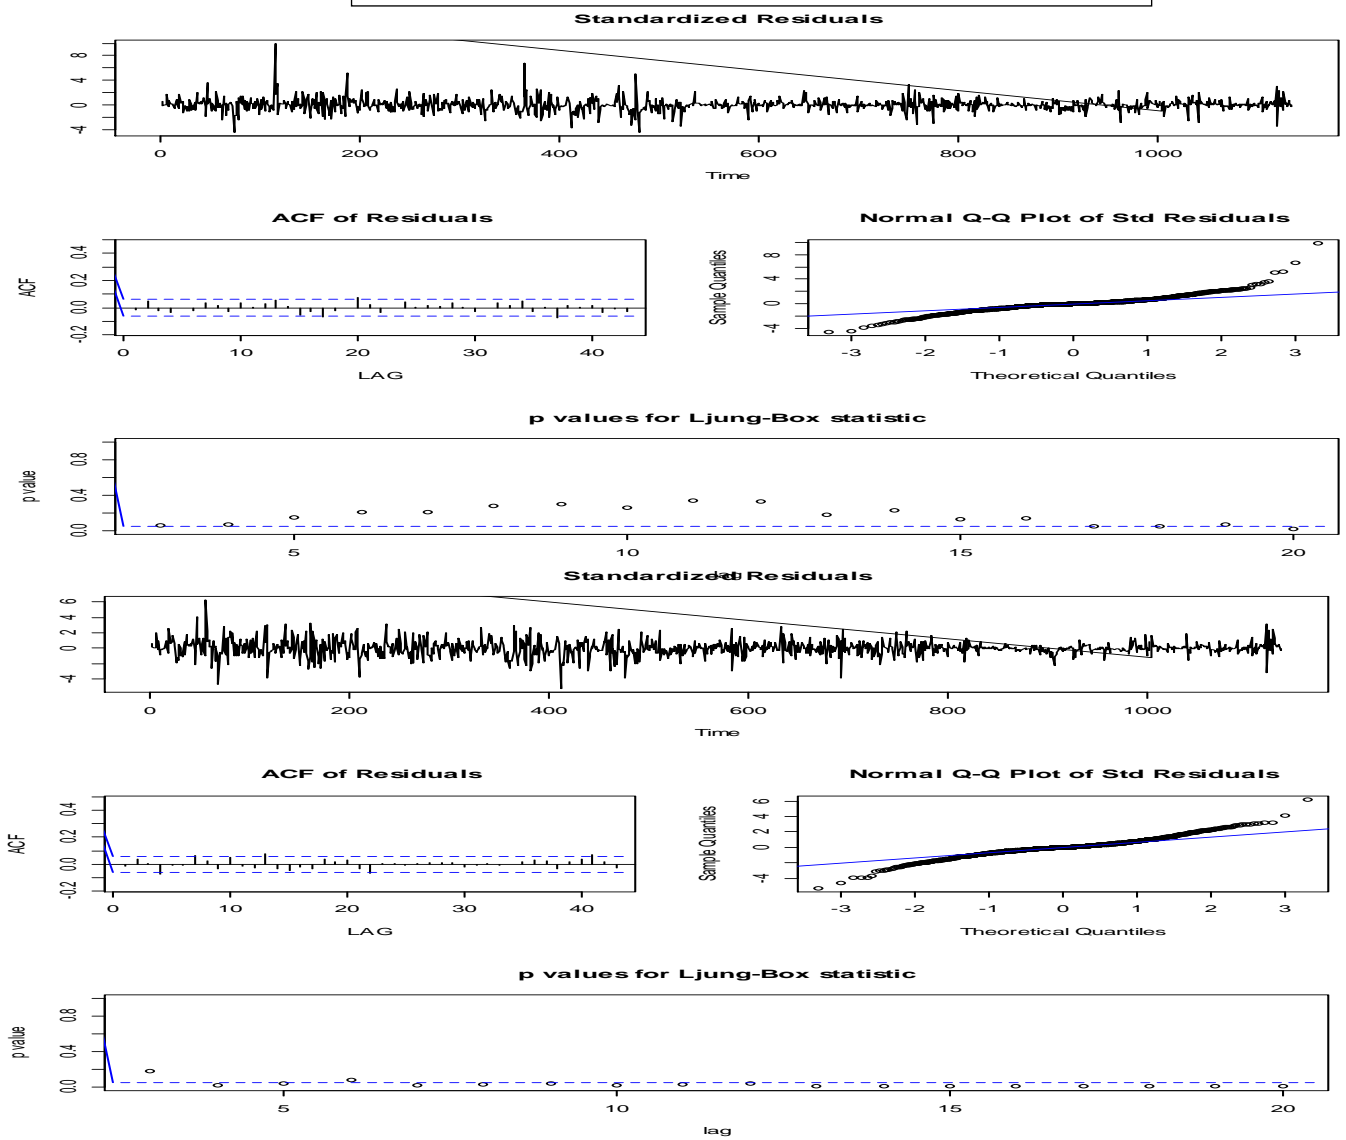 Standardized Residuals
8
4
0
4
0 200 400 600 800 1000
Time
ACF of Residuals
ACF
0.4
0.2
0.0
-0.2
0 10 20 30 40
LAG
Normal Q-Q Plot of Std Residuals
Sample Quantiles
8
4
0
-4
-3 -2 -1 0 1 2 3
Theoretical Quantiles
p values for Ljung-Box statistic
p value
0.8
0.4
0.0
5 10 15 20
lag
Standardized Residuals
6
4
2
0
-4
0 200 400 600 800 1000
Time
ACF of Residuals
ACF
0.4
0.2
0.0
-0.2
0 10 20 30 40
LAG
Normal Q-Q Plot of Std Residuals
Sample Quantiles
6
4
2
0
-4
-3 -2 -1 0 1 2 3
Theoretical Quantiles
p values for Ljung-Box statistic
p value
0.8
0.4
0.0
5 10 15 20
lag